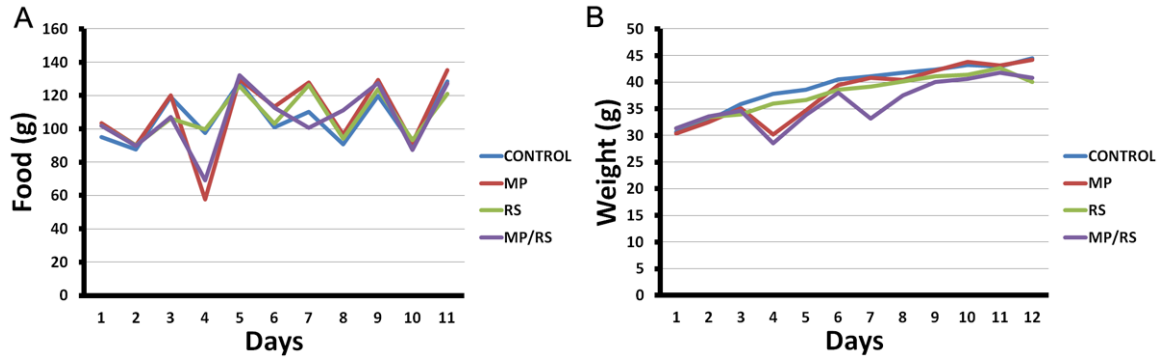 A
160
140
120
100
80
60
40
20
0
Food (g)
1 2 3 4 5 6 7 8 9 10 11
Days
CONTROL
MP
RS
MP/RS
B
50
45
40
35
30
25
20
15
10
5
0
Weight (g)
1 2 3 4 5 6 7 8 9 10 11 12
Days
CONTROL
MP
RS
MP/RS